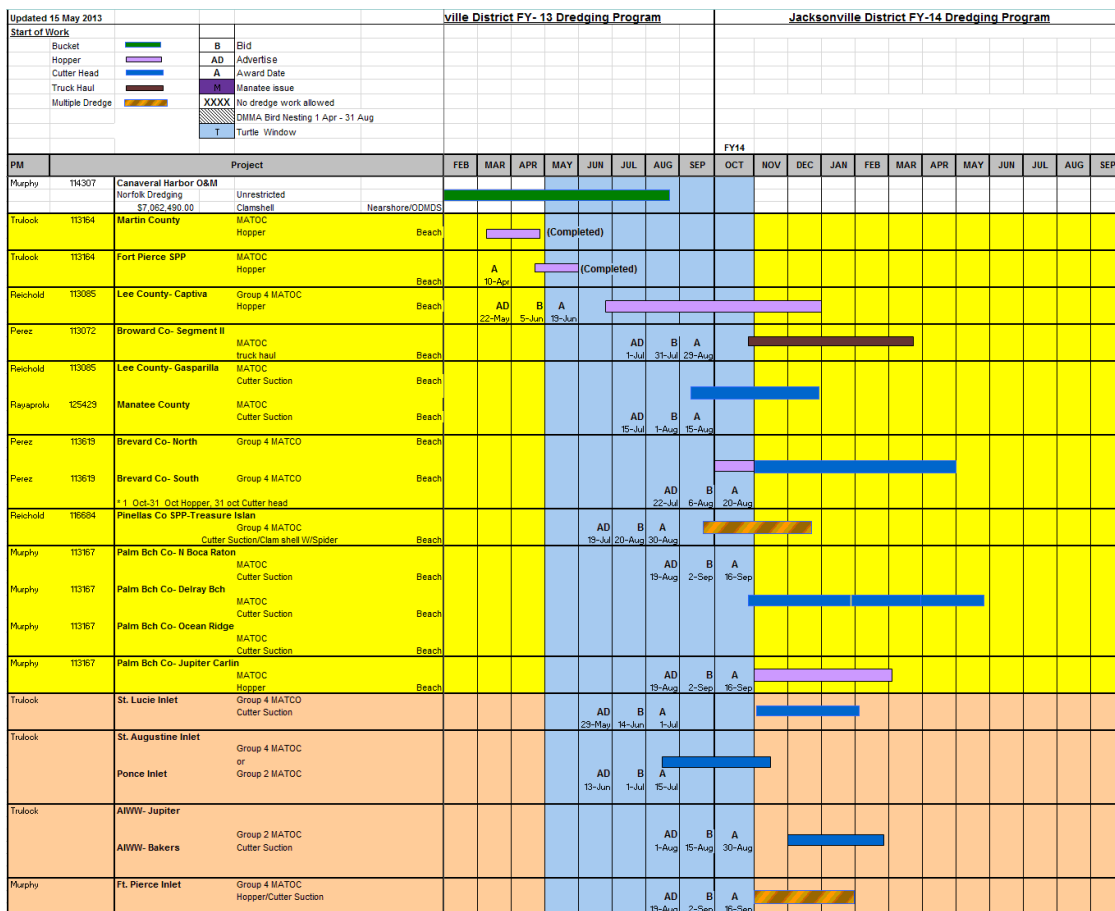 Updated 15 May 2013 ville District FY- 13 Dredging Program Jacksonville District FY-14 Dredging Program
Start of Work
Bucket B Bid
Hopper AD Advertise
Cutter Head A Award Date
Truck Haul M Manatee issue
Multiple Dredge XXXX No dredge work allowed
DMMA Bird Nesting 1 Apr - 31 Aug
T Turtle Window
FY14
PM Project FEB MAR APR MAY JUN JUL AUG SEP OCT NOV DEC JAN FEB MAR APR MAY JUN JUL AUG SEP
Murphy 114307 Canaveral Harbor O&M
Norfolk Dredging Unrestricted
$7,062,490.00 Clamshell Nearshore/ODMDS
Trulock 113164 Martin County MATOC
Hopper Beach (Completed)
Trulock 113164 Fort Pierce SPP MATOC
Hopper A (Completed)
Beach 10-Apr
Reichold 113085 Lee County- Captiva Group 4 MATOC
Hopper Beach AD B A
22-May 5-Jun 19-Jun
Perez 113072 Broward Co- Segment II
MATOC AD B A
truck haul Beach 1-Jul 31-Jul 29-Aug
Reichold 113085 Lee County- Gasparilla MATOC
Cutter Suction Beach
Rayaprolu 125429 Manatee County MATOC
Cutter Suction Beach AD B A
15-Jul 1-Aug 15-Aug
Perez 113619 Brevard Co- North Group 4 MATCO Beach
Perez 113619 Brevard Co- South Group 4 MATOC Beach
AD B A
* 1 Oct-31 Oct Hopper, 31 oct Cutter head 22-Jul 6-Aug 20-Aug
Reichold 116684 Pinellas Co SPP-Treasure Islan
Group 4 MATOC AD B A
Cutter Suction/Clam shell W/Spider Beach 19-Jul 20-Aug 30-Aug
Murphy 113167 Palm Bch Co- N Boca Raton
MATOC AD B A
Cutter Suction Beach 19-Aug 2-Sep 16-Sep
Murphy 113167 Palm Bch Co- Delray Bch
MATOC
Cutter Suction Beach
Murphy 113167 Palm Bch Co- Ocean Ridge
MATOC
Cutter Suction Beach
Murphy 113167 Palm Bch Co- Jupiter Carlin
MATOC AD B A
Hopper Beach 19-Aug 2-Sep 16-Sep
Trulock St. Lucie Inlet Group 4 MATCO
Cutter Suction AD B A
29-May 14-Jun 1-Jul
Trulock St. Augustine Inlet
Group 4 MATOC
or
Ponce Inlet Group 2 MATOC AD B A
13-Jun 1-Jul 15-Jul
Trulock AIWW- Jupiter
Group 2 MATOC AD B A
AIWW- Bakers Cutter Suction 1-Aug 15-Aug 30-Aug
Murphy Ft. Pierce Inlet Group 4 MATOC
Hopper/Cutter Suction AD B A
19-Aug 2-Sep 16-Sep